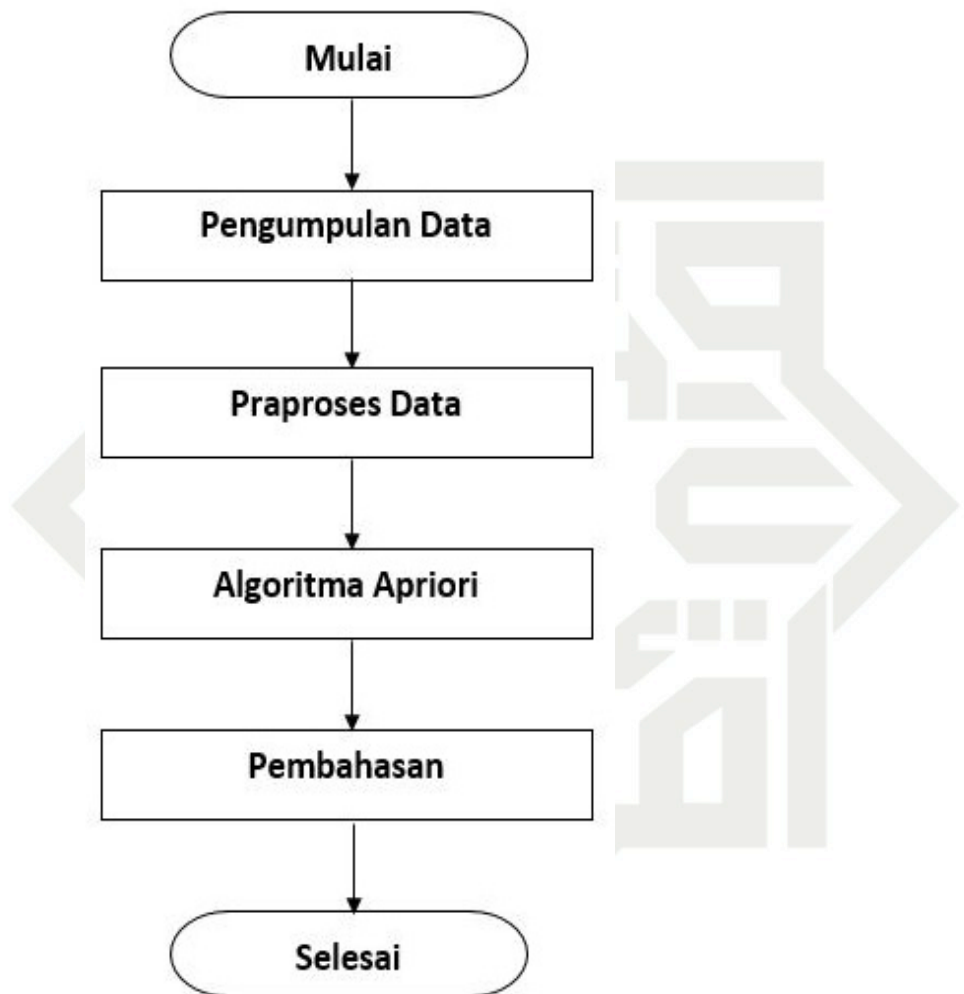 Mulai
Pengumpulan Data
Praproses Data
Algoritma Apriori
Pembahasan
Selesai